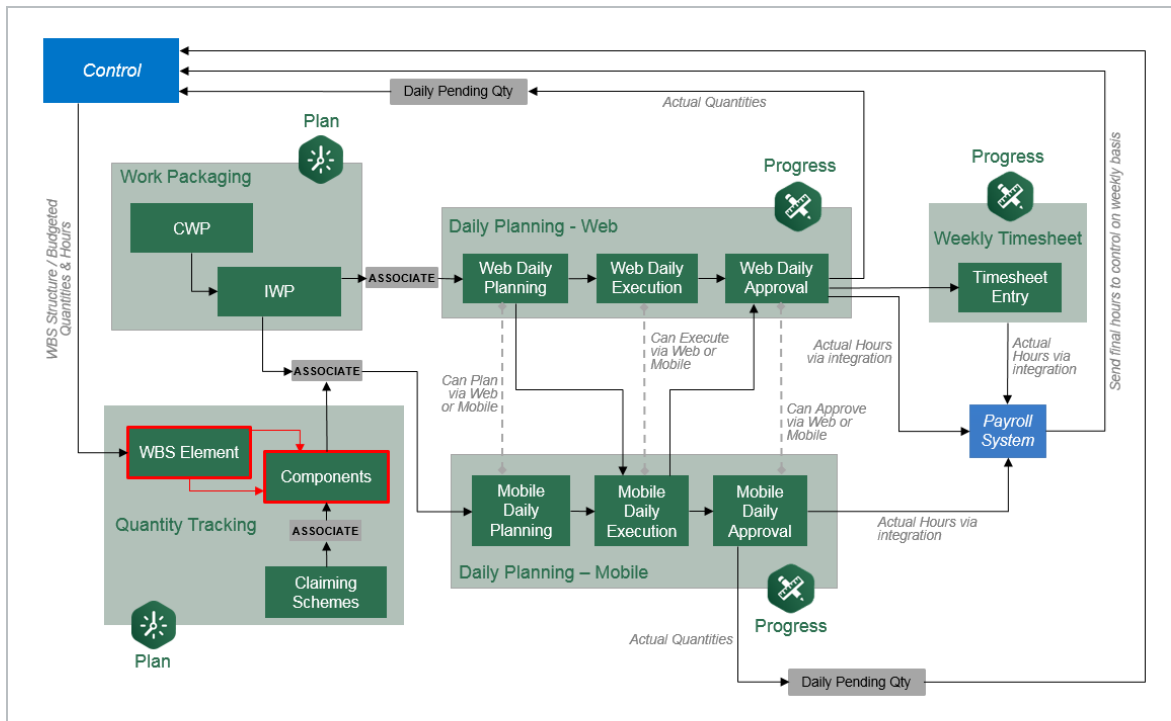 Control
Daily Pending Qty
Actual Quantities
Plan
Progress
Progress
Work Packaging
CWP
IWP
ASSOCIATE
Daily Planning - Web
Web Daily
Planning
Web Daily
Execution
Web Daily
Approval
Weekly Timesheet
Timesheet
Entry
WBS Structure / Budgeted
Quantities & Hours
Send final hours to control on weekly basis
ASSOCIATE
Can Plan
via Web
or Mobile
Can Execute
via Web or
Mobile
Can Approve
via Web or
Mobile
Actual Hours
via integration
Actual
Hours via
integration
Payroll
System
WBS Element
Components
Quantity Tracking
ASSOCIATE
Claiming
Schemes
Plan
Mobile
Daily
Planning
Mobile
Daily
Execution
Mobile
Daily
Approval
Actual Hours via
integration
Daily Planning – Mobile
Progress
Actual Quantities
Daily Pending Qty